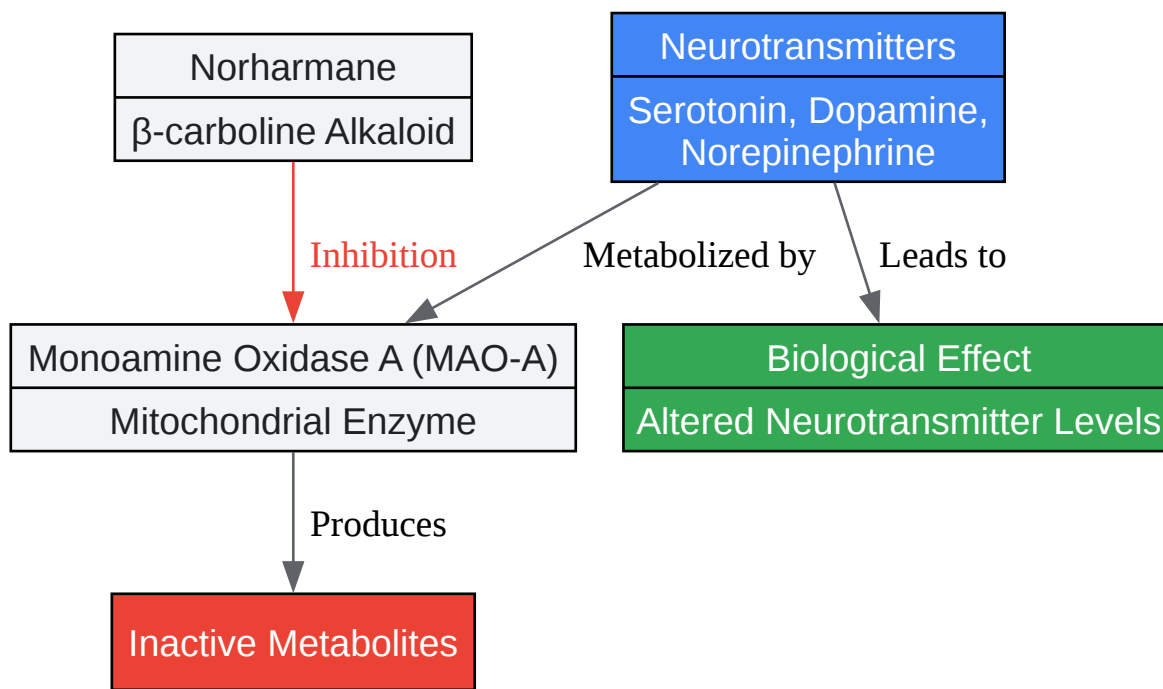 Norharmane
β-carboline Alkaloid
Neurotransmitters
Serotonin, Dopamine,
Norepinephrine
Inhibition
Metabolized by
Leads to
Monoamine Oxidase A (MAO-A)
Mitochondrial Enzyme
Biological Effect
Altered Neurotransmitter Levels
Produces
Inactive Metabolites